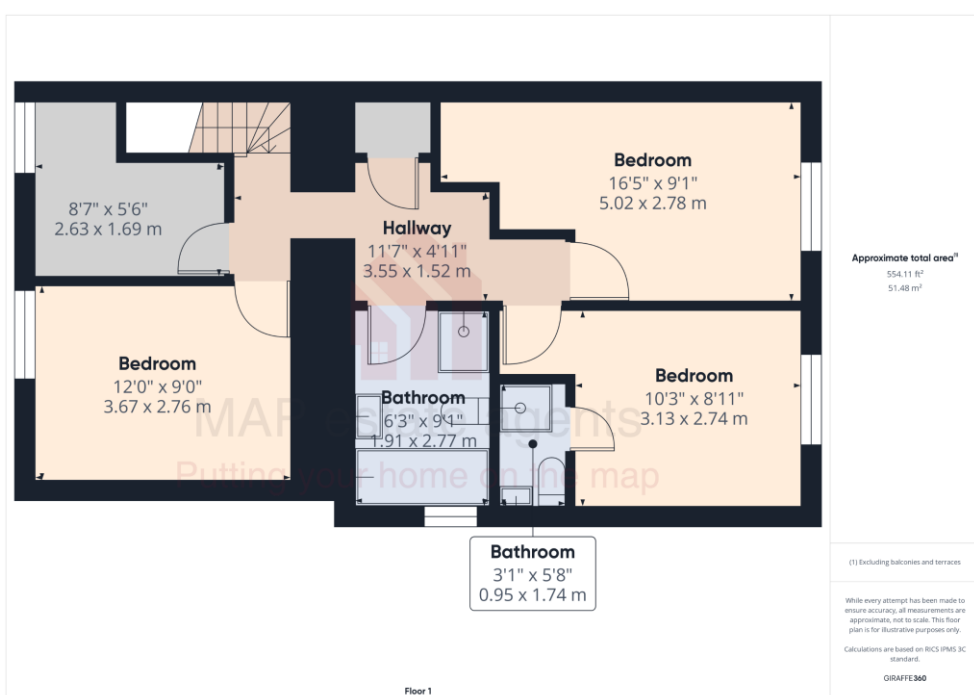 Bedroom
16'5" x 9'1"
5.02 x 2.78 m
8'7" x 5'6"
2.63 x 1.69 m
Hallway
11'7" x 4'11"
3.55 x 1.52 m
Bedroom
12'0" x 9'0"
3.67 x 2.76 m
Bathroom
6'3" x 9'1"
1.91 x 2.77 m
Bedroom
10'3" x 8'11"
3.13 x 2.74 m
MAP estate agents
Putting your home on the map
Bathroom
3'1" x 5'8"
0.95 x 1.74 m
Floor 1
Approximate total area⁽¹⁾
554.11 ft²
51.48 m²
(1) Excluding balconies and terraces
While every attempt has been made to
ensure accuracy, all measurements are
approximate, not to scale. This floor
plan is for illustrative purposes only.
Calculations are based on RICS IPMS 3C
standard.
GIRAFFE360